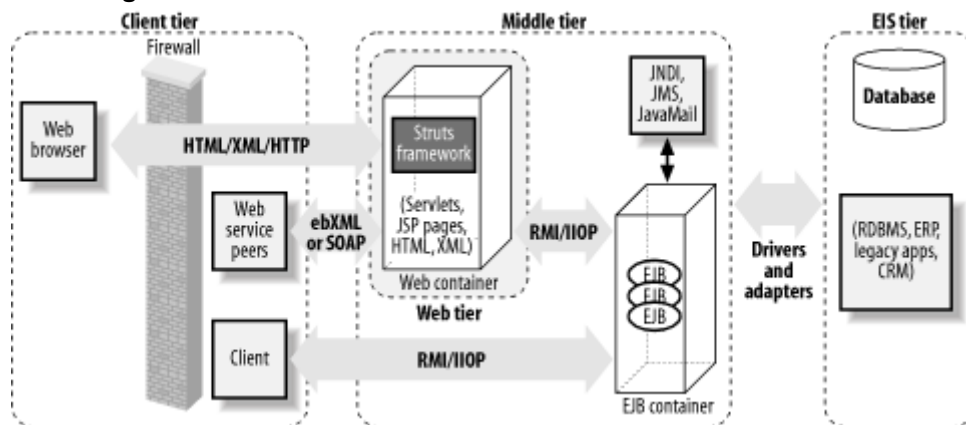 Client tier
Middle tier
EIS tier
Firewall
Web
browser
HTML/XML/HTTP
Struts
framework
(Servlets,
JSP pages,
HTML, XML)
Web container
Web tier
Web
service
peers
ebXML
or SOAP
RMI/IIOP
JNDI,
JMS,
JavaMail
EJB
EJB
EJB
EJB container
Client
RMI/IIOP
Drivers
and
adapters
Database
(RDBMS, ERP,
legacy apps,
CRM)